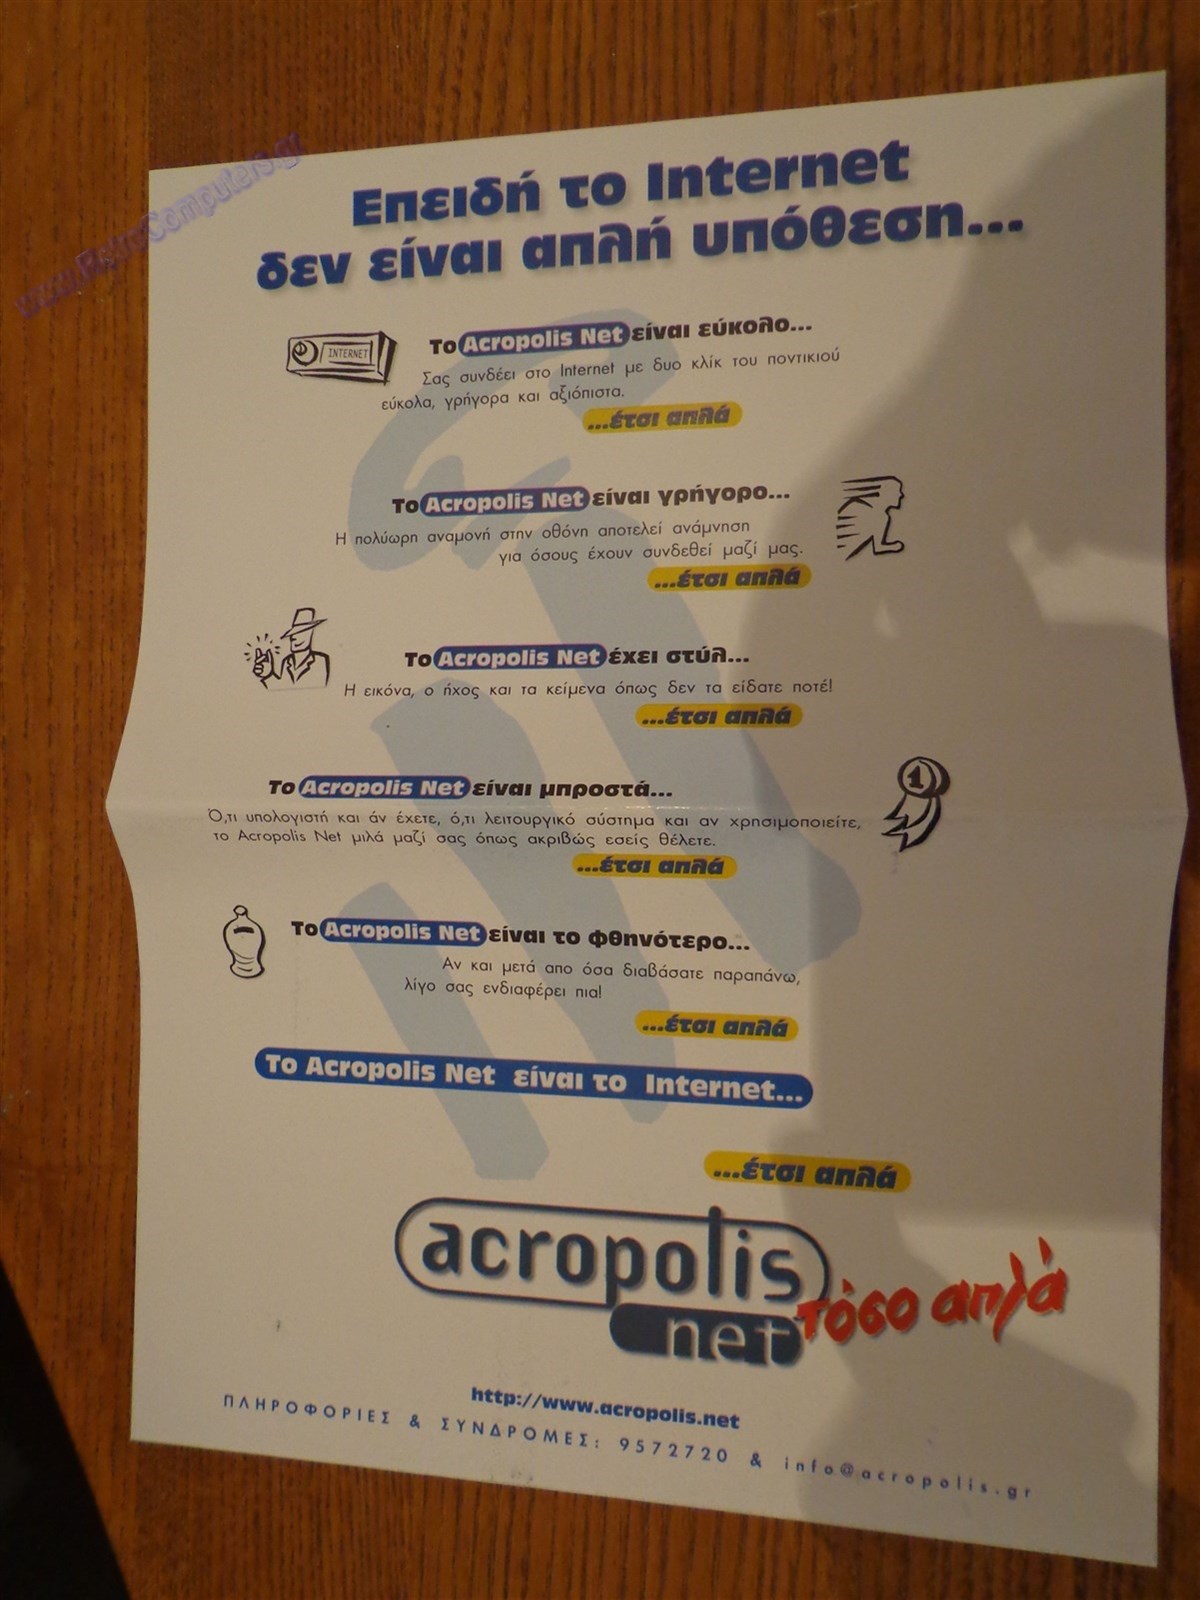 www.RetroComputers.gr
Επειδή το Internet
δεν είναι απλή υπόθεση...
INTERNET
Το Acropolis Net είναι εύκολο...
Σας συνδέει στο Internet με δυο κλίκ του ποντικιού
εύκολα, γρήγορα και αξιόπιστα.
...έτσι απλά
Το Acropolis Net είναι γρήγορο...
Η πολύωρη αναμονή στην οθόνη αποτελεί ανάμνηση
για όσους έχουν συνδεθεί μαζί μας.
...έτσι απλά
Το Acropolis Net έχει στύλ...
Η εικόνα, ο ήχος και τα κείμενα όπως δεν τα είδατε ποτέ!
...έτσι απλά
1
Το Acropolis Net είναι μπροστά...
Ό,τι υπολογιστή και άν έχετε, ό,τι λειτουργικό σύστημα και αν χρησιμοποιείτε,
το Acropolis Net μιλά μαζί σας όπως ακριβώς εσείς θέλετε.
...έτσι απλά
Το Acropolis Net είναι το φθηνότερο...
Αν και μετά απο όσα διαβάσατε παραπάνω,
λίγο σας ενδιαφέρει πια!
...έτσι απλά
Το Acropolis Net είναι το Internet...
...έτσι απλά
acropolis
net τόσο απλά
http://www.acropolis.net
ΠΛΗΡΟΦΟΡΙΕΣ & ΣΥΝΔΡΟΜΕΣ: 9572720 & info@acropolis.gr